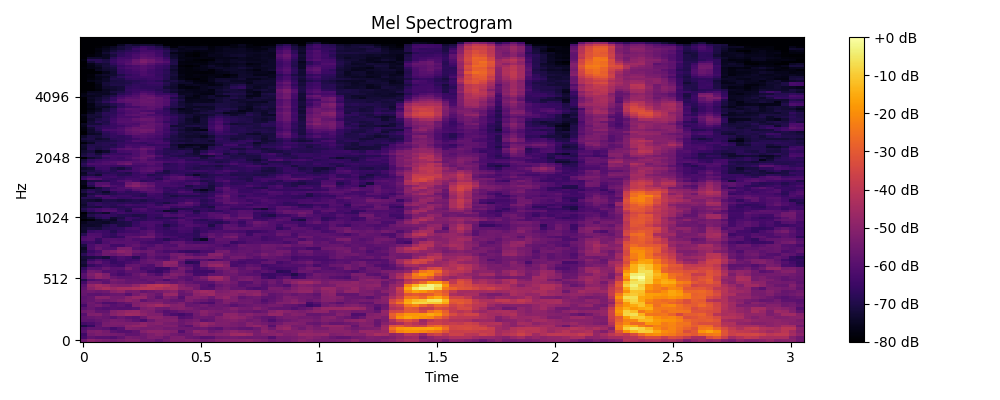 Mel Spectrogram
Hz
4096
2048
1024
512
0
0
0.5
1
1.5
2
2.5
3
Time
+0 dB
-10 dB
-20 dB
-30 dB
-40 dB
-50 dB
-60 dB
-70 dB
-80 dB